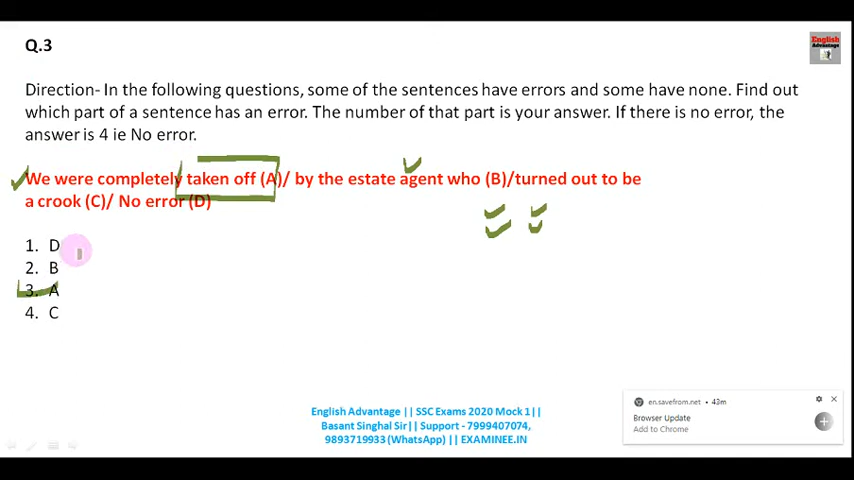 Q.3
English
Advantage
Direction- In the following questions, some of the sentences have errors and some have none. Find out
which part of a sentence has an error. The number of that part is your answer. If there is no error, the
answer is 4 ie No error.
We were completely taken off (A)/ by the estate agent who (B)/turned out to be
a crook (C)/ No error (D)
1. D
2. B
3. A
4. C
English Advantage || SSC Exams 2020 Mock 1||
Basant Singhal Sir|| Support - 7999407074,
9893719933 (WhatsApp) || EXAMINEE.IN
en.savefrom.net • 43m
Browser Update
Add to Chrome